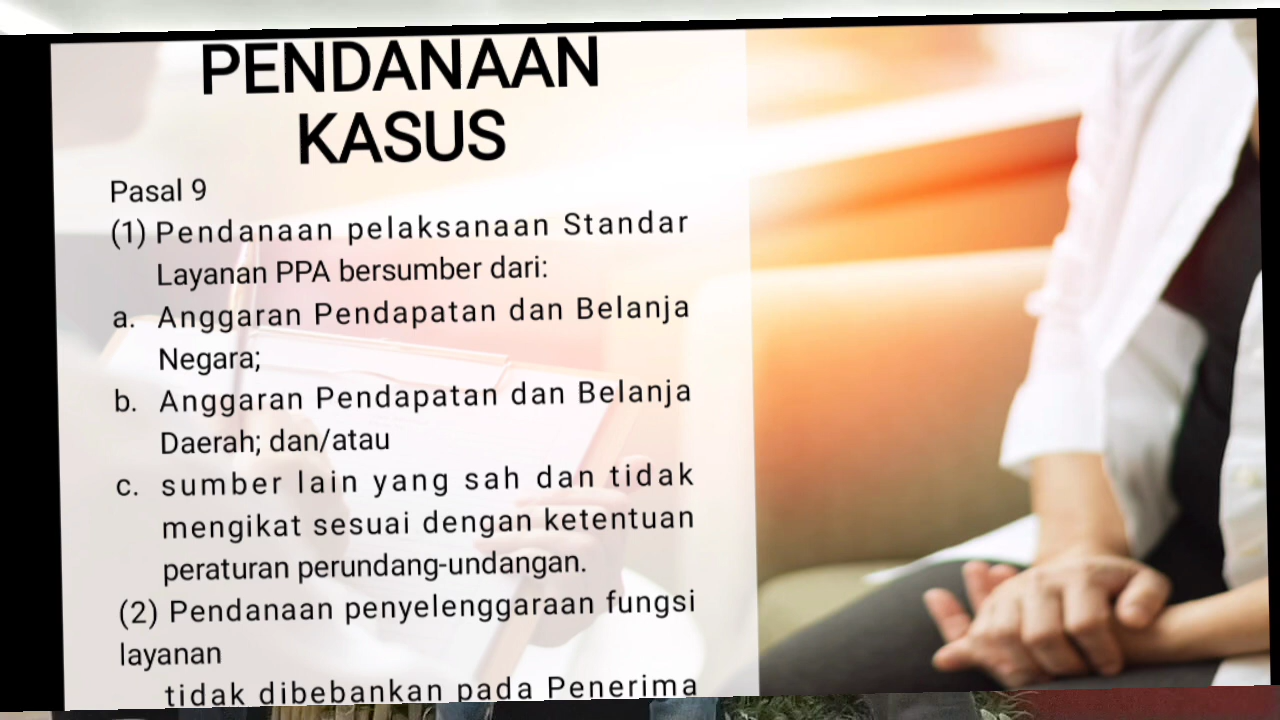 PENDANAAN
KASUS
Pasal 9
(1) Pendanaan pelaksanaan Standar
Layanan PPA bersumber dari:
a. Anggaran Pendapatan dan Belanja
Negara;
b. Anggaran Pendapatan dan Belanja
Daerah; dan/atau
c. sumber lain yang sah dan tidak
mengikat sesuai dengan ketentuan
peraturan perundang-undangan.
(2) Pendanaan penyelenggaraan fungsi
layanan
tidak dibebankan pada Penerima